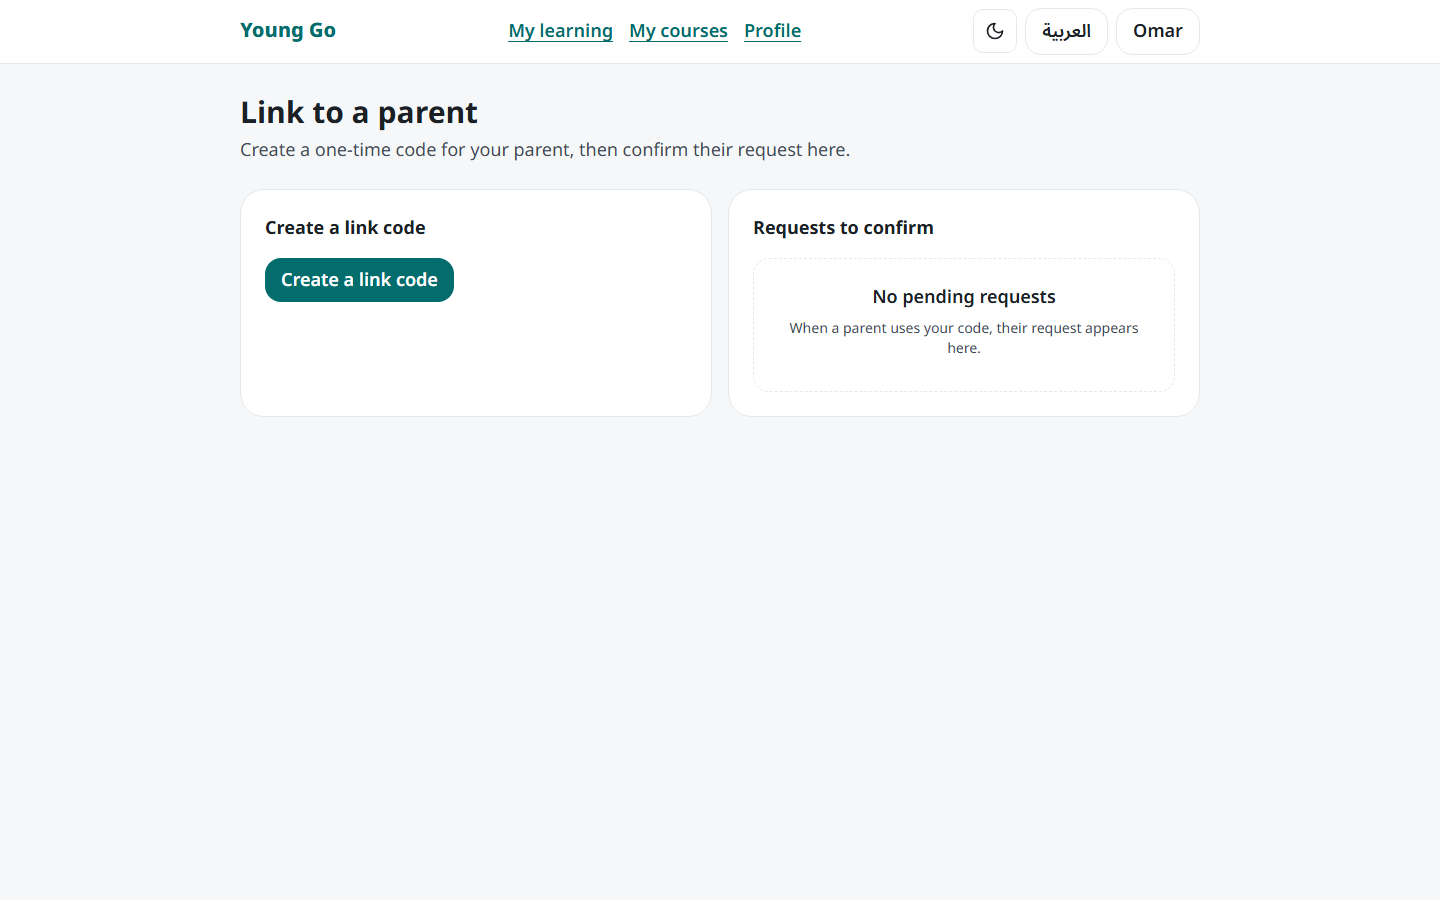 Young Go
My learning
My courses
Profile
العربية
Omar
Link to a parent
Create a one-time code for your parent, then confirm their request here.
Create a link code
Create a link code
Requests to confirm
No pending requests
When a parent uses your code, their request appears
here.